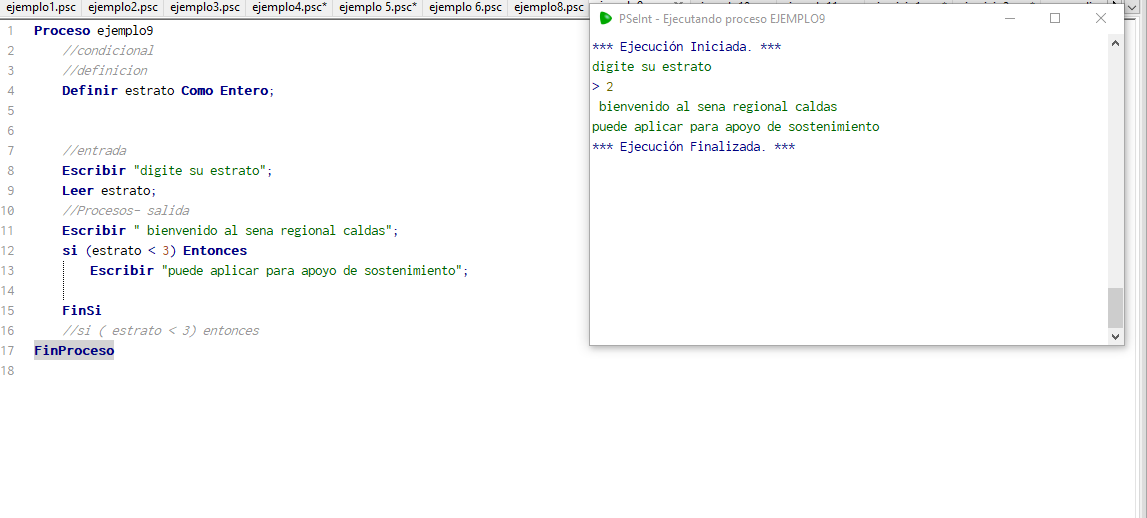 ejemplo1.psc ejemplo2.psc ejemplo3.psc ejemplo4.psc* ejemplo 5.psc* ejemplo 6.psc ejemplo8.psc
1 Proceso ejemplo9
2 //condicional
3 //definicion
4 Definir estrato Como Entero;
5
6
7 //entrada
8 Escribir "digite su estrato";
9 Leer estrato;
10 //Procesos- salida
11 Escribir " bienvenido al sena regional caldas";
12 si (estrato < 3) Entonces
13 Escribir "puede aplicar para apoyo de sostenimiento";
14
15 FinSi
16 //si ( estrato < 3) entonces
17 FinProceso
18
PSeInt - Ejecutando proceso EJEMPLO9
*** Ejecución Iniciada. ***
digite su estrato
> 2
bienvenido al sena regional caldas
puede aplicar para apoyo de sostenimiento
*** Ejecución Finalizada. ***